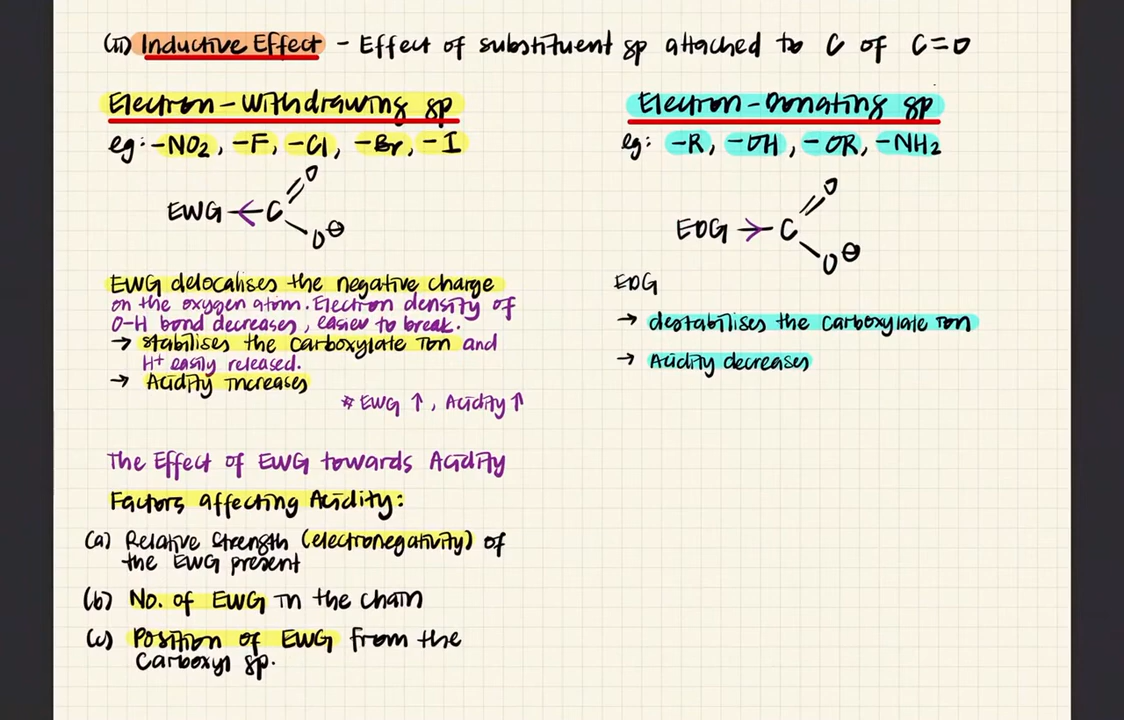 (ii) Inductive Effect - Effect of substituent gp attached to C of C=O
Electron-Withdrawing gp
eg: -NO2, -F, -Cl, -Br, -I
EWG C O
O⊖
EWG delocalises the negative charge
on the oxygen atom. Electron density of
O-H bond decreases, easier to break.
→ stabilises the Carboxylate Ion and
H+ easily released.
→ Acidity increases
* EWG ↑, Acidity ↑
Electron-Donating gp
eg: -R, -OH, -OR, -NH2
EDG C O
O⊖
EDG
→ destabilises the Carboxylate Ion
→ Acidity decreases
The Effect of EWG towards Acidity
Factors affecting Acidity:
(a) Relative Strength (electronegativity) of
the EWG present
(b) No. of EWG in the chain
(c) Position of EWG from the
Carboxyl gp.